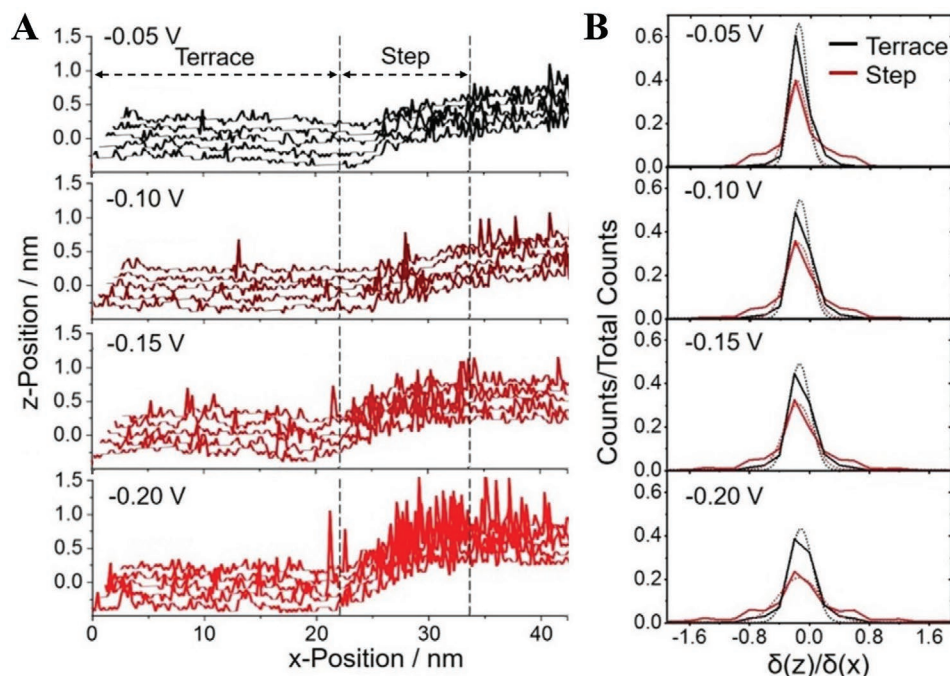 A
-0.05 V
Terrace
Step
1.5
1.0
0.5
0.0
-0.10 V
1.5
1.0
0.5
0.0
-0.15 V
1.5
1.0
0.5
0.0
-0.20 V
1.5
1.0
0.5
0.0
z-Position / nm
0 10 20 30 40
x-Position / nm
B
-0.05 V
Terrace
Step
0.6
0.4
0.2
0.0
-0.10 V
0.6
0.4
0.2
0.0
-0.15 V
0.6
0.4
0.2
0.0
-0.20 V
0.6
0.4
0.2
0.0
Counts/Total Counts
-1.6 -0.8 0.0 0.8 1.6
δ(z)/δ(x)